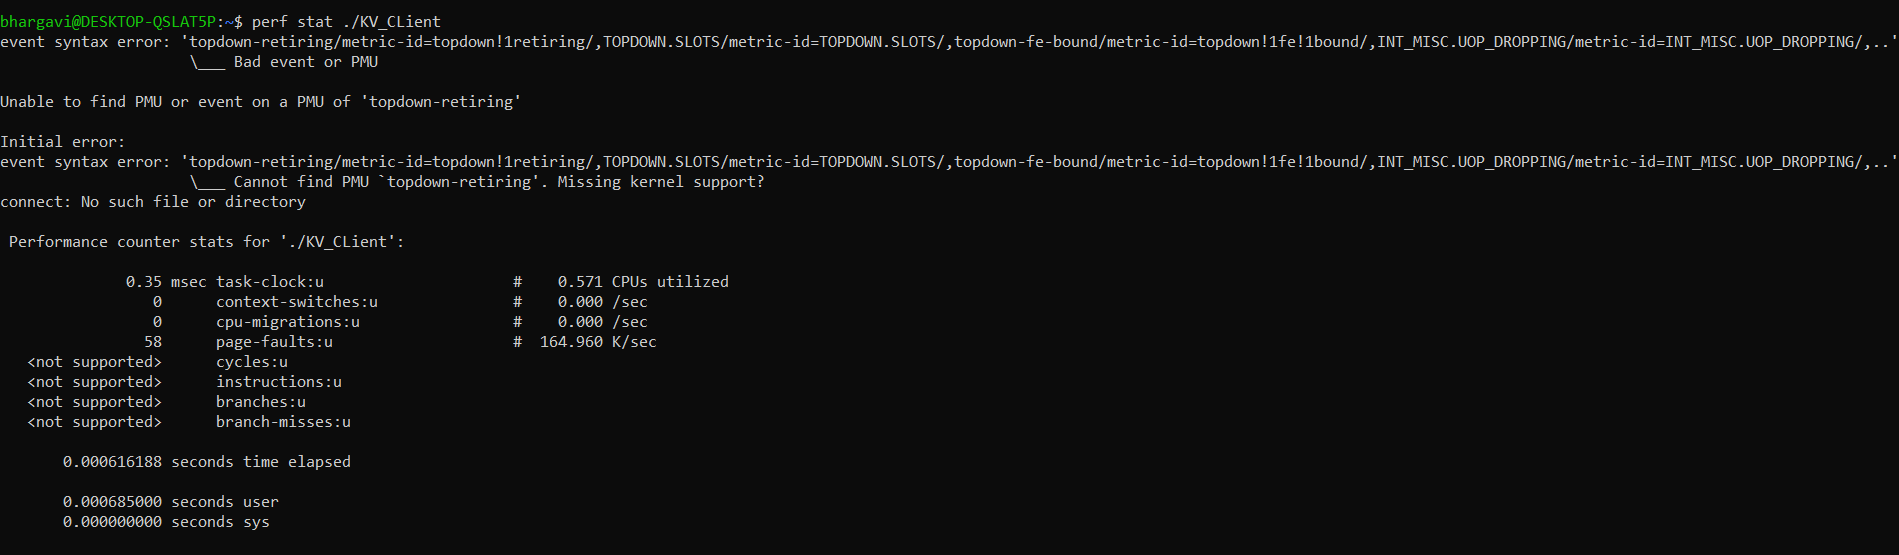 bhargavi@DESKTOP-QSLAT5P:~$ perf stat ./KV_CLient
event syntax error: 'topdown-retiring/metric-id=topdown!1retiring/,TOPDOWN.SLOTS/metric-id=TOPDOWN.SLOTS/,topdown-fe-bound/metric-id=topdown!1fe!1bound/,INT_MISC.UOP_DROPPING/metric-id=INT_MISC.UOP_DROPPING/,..'
\___ Bad event or PMU
Unable to find PMU or event on a PMU of 'topdown-retiring'
Initial error:
event syntax error: 'topdown-retiring/metric-id=topdown!1retiring/,TOPDOWN.SLOTS/metric-id=TOPDOWN.SLOTS/,topdown-fe-bound/metric-id=topdown!1fe!1bound/,INT_MISC.UOP_DROPPING/metric-id=INT_MISC.UOP_DROPPING/,..'
\___ Cannot find PMU `topdown-retiring'. Missing kernel support?
connect: No such file or directory
Performance counter stats for './KV_CLient':
0.35 msec task-clock:u # 0.571 CPUs utilized
0 context-switches:u # 0.000 /sec
0 cpu-migrations:u # 0.000 /sec
58 page-faults:u # 164.960 K/sec
<not supported> cycles:u
<not supported> instructions:u
<not supported> branches:u
<not supported> branch-misses:u
0.000616188 seconds time elapsed
0.000685000 seconds user
0.000000000 seconds sys